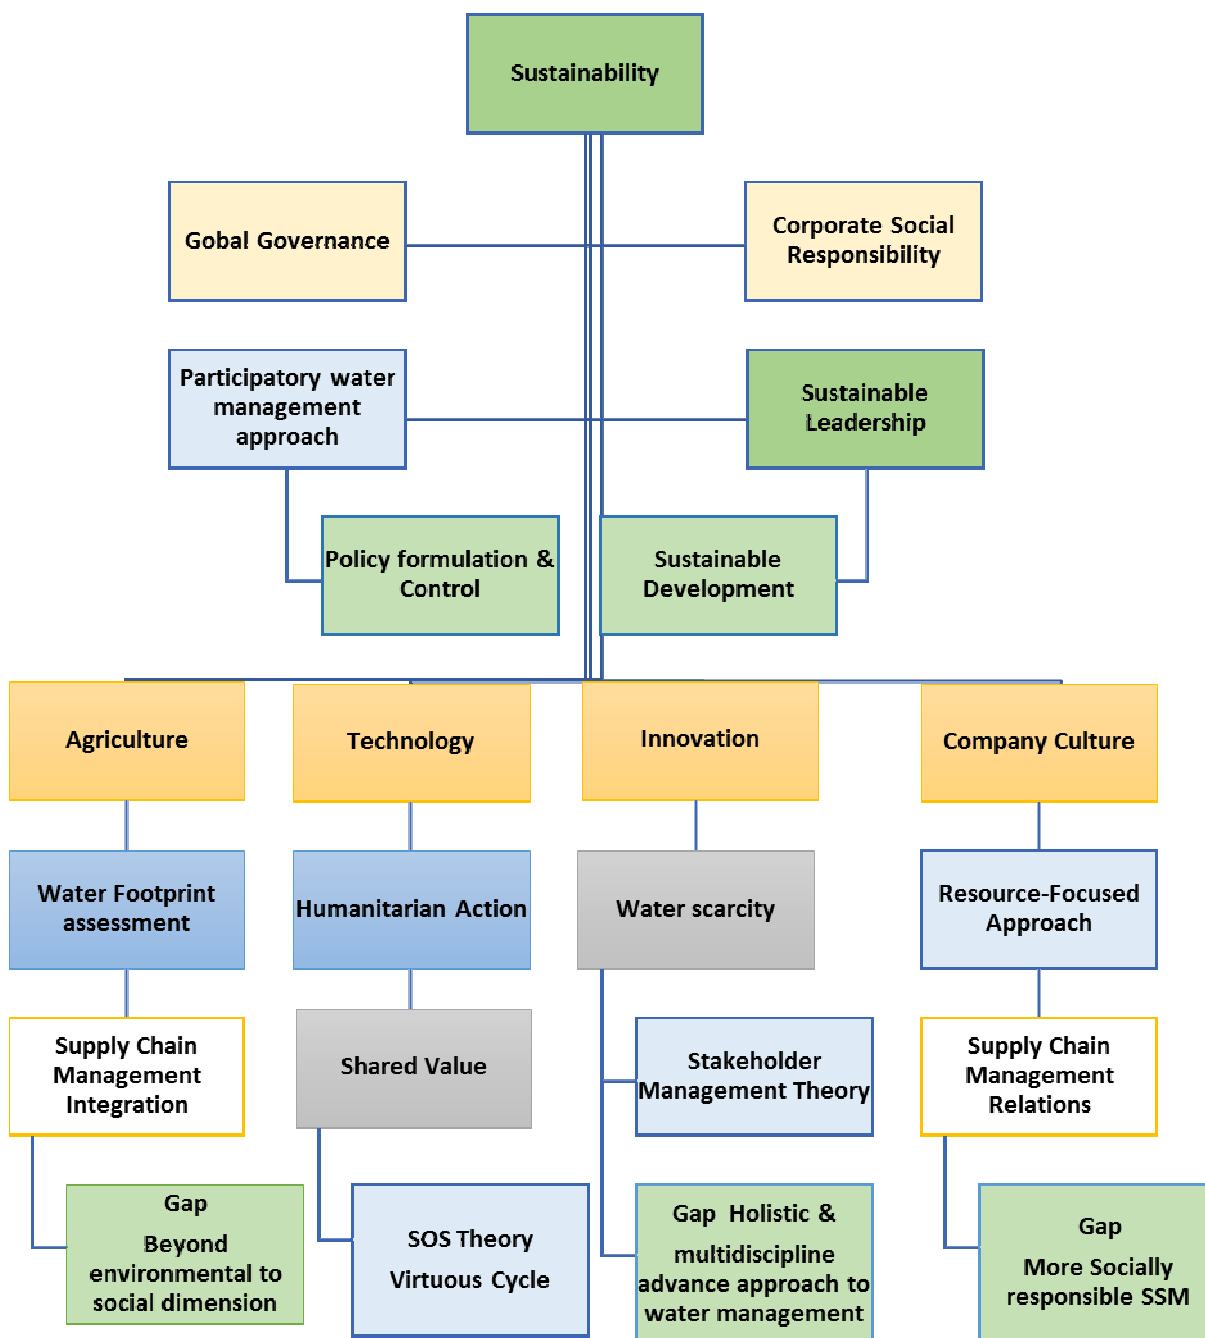 Sustainability
Gobal Governance
Corporate Social
Responsibility
Participatory water
management
approach
Sustainable
Leadership
Policy formulation &
Control
Sustainable
Development
Agriculture
Technology
Innovation
Company Culture
Water Footprint
assessment
Humanitarian Action
Water scarcity
Resource-Focused
Approach
Supply Chain
Management
Integration
Shared Value
Stakeholder
Management Theory
Supply Chain
Management
Relations
Gap
Beyond
environmental to
social dimension
SOS Theory
Virtuous Cycle
Gap Holistic &
multidiscipline
advance approach to
water management
Gap
More Socially
responsible SSM